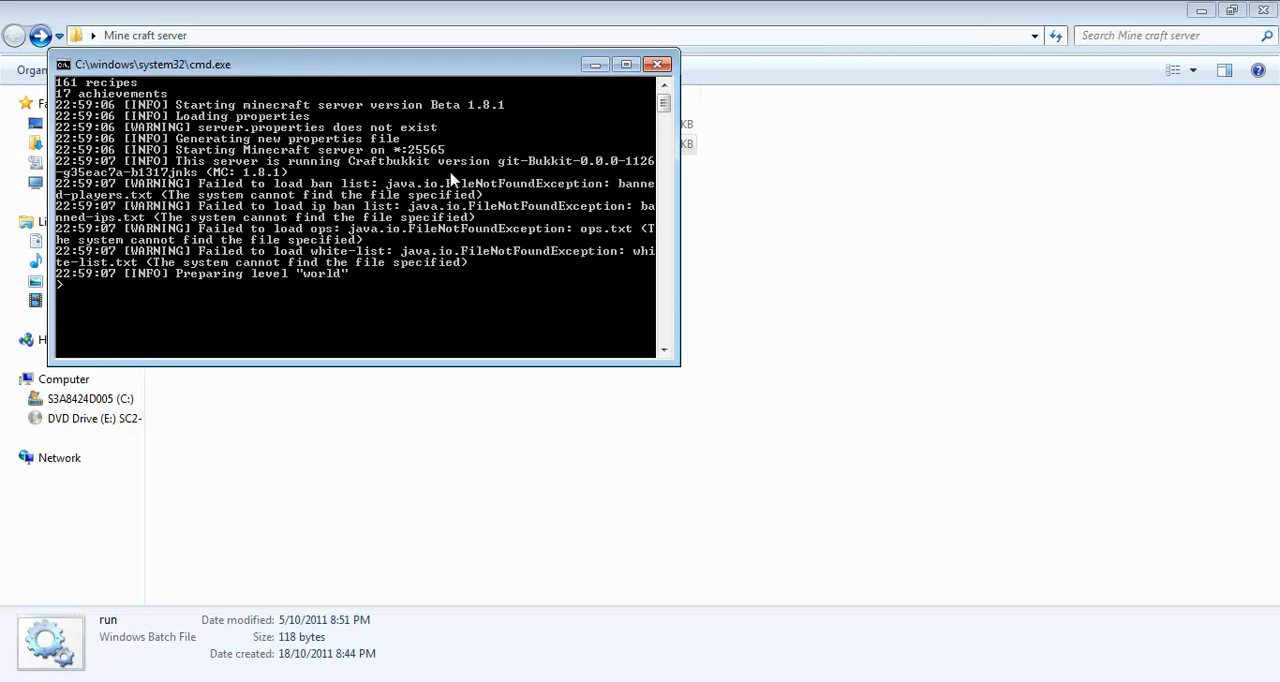 Mine craft server
Search Mine craft server
Organ
C:\windows\system32\cmd.exe
161 recipes
17 achievements
22:59:06 [INFO] Starting minecraft server version Beta 1.8.1
22:59:06 [INFO] Loading properties
22:59:06 [WARNING] server.properties does not exist
22:59:06 [INFO] Generating new properties file
22:59:06 [INFO] Starting Minecraft server on *:25565
22:59:07 [INFO] This server is running Craftbukkit version git-Bukkit-0.0.0-1126
-g35eac7a-b1317jnks (MC: 1.8.1)
22:59:07 [WARNING] Failed to load ban list: java.io.FileNotFoundException: banne
d-players.txt (The system cannot find the file specified)
22:59:07 [WARNING] Failed to load ip ban list: java.io.FileNotFoundException: ba
nned-ips.txt (The system cannot find the file specified)
22:59:07 [WARNING] Failed to load ops: java.io.FileNotFoundException: ops.txt (T
he system cannot find the file specified)
22:59:07 [WARNING] Failed to load white-list: java.io.FileNotFoundException: whi
te-list.txt (The system cannot find the file specified)
22:59:07 [INFO] Preparing level "world"
>
KB
KB
Fa
Li
H
Computer
S3A8424D005 (C:)
DVD Drive (E:) SC2-
Network
run
Windows Batch File
Date modified: 5/10/2011 8:51 PM
Size: 118 bytes
Date created: 18/10/2011 8:44 PM